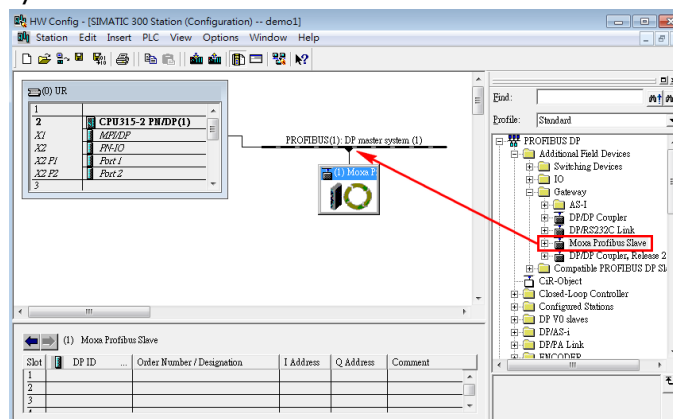 HW Config - [SIMATIC 300 Station (Configuration) -- demo1]
Station Edit Insert PLC View Options Window Help
(0) UR
1
2 CPU315-2 PN/DP(1)
X1 MPI/DP
X2 PN-IO
X2 P1 Port 1
X2 P2 Port 2
3
PROFIBUS(1): DP master system (1)
(1) Moxa P
Find:
Profile: Standard
PROFIBUS DP
Additional Field Devices
Switching Devices
IO
Gateway
AS-I
DP/DP Coupler
DP/RS232C Link
Moxa Profibus Slave
DP/DP Coupler, Release 2
Compatible PROFIBUS DP Sl
CiR-Object
Closed-Loop Controller
Configured Stations
DP V0 slaves
DP/AS-i
DP/PA Link
ENCODER
(1) Moxa Profibus Slave
Slot DP ID ... Order Number / Designation I Address Q Address Comment
1
2
3